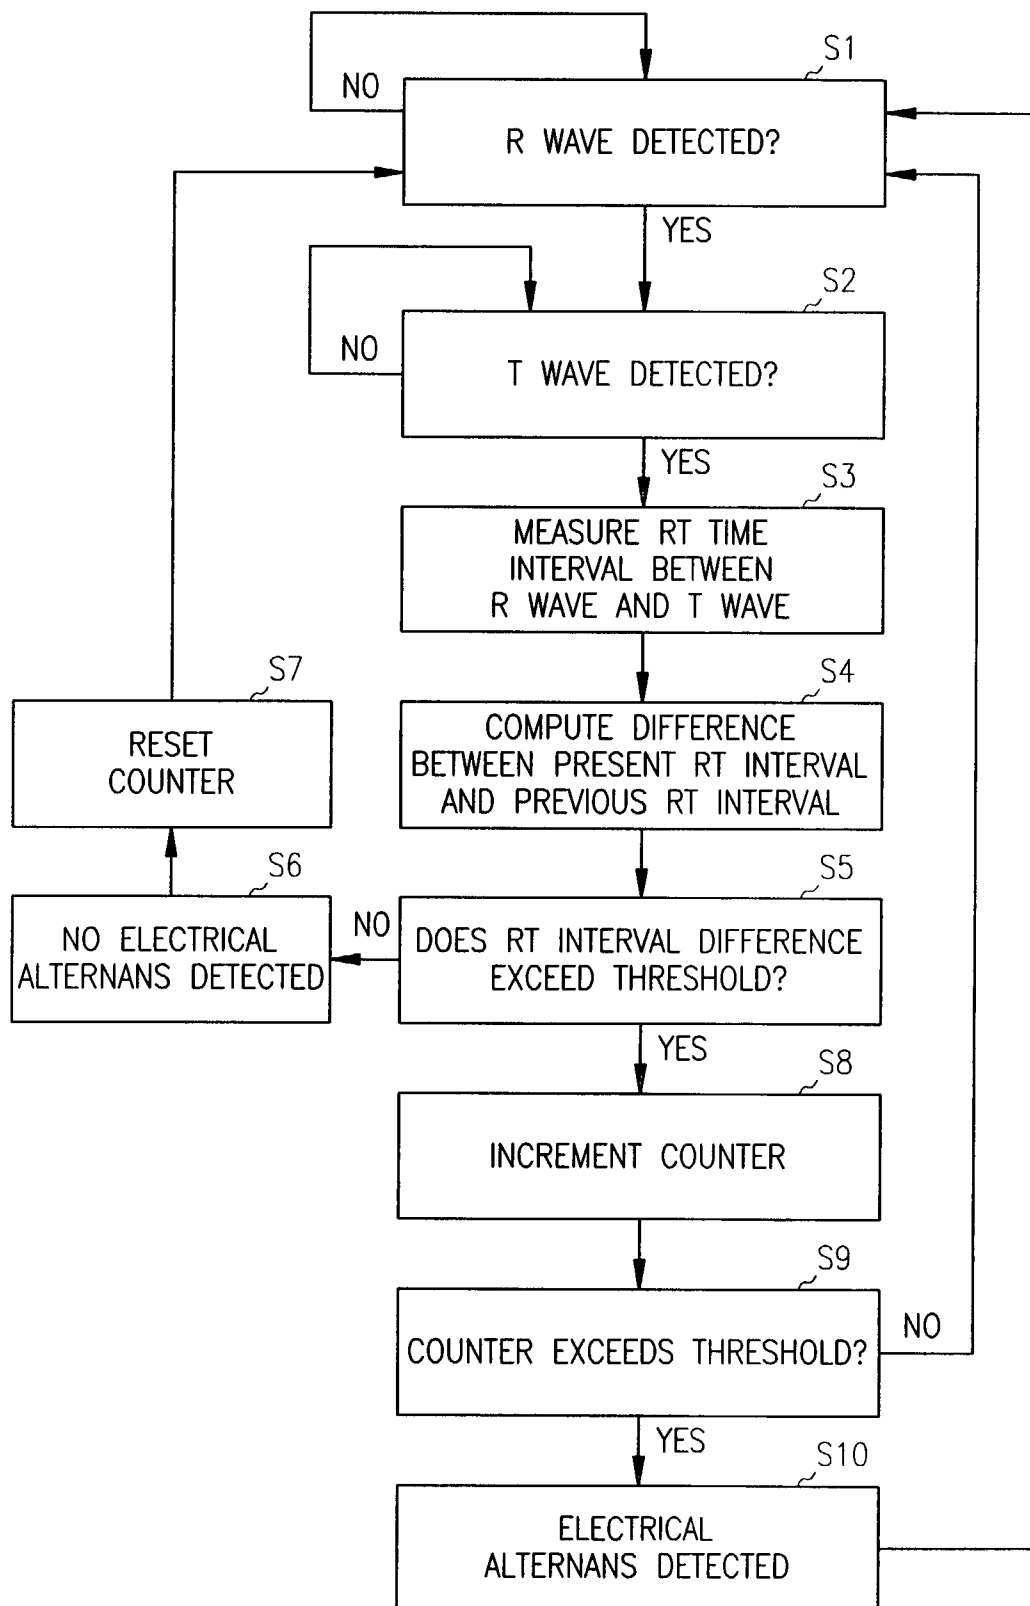 S1
NO
R WAVE DETECTED?
YES
S2
NO
T WAVE DETECTED?
YES
S3
MEASURE RT TIME
INTERVAL BETWEEN
R WAVE AND T WAVE
S7
RESET
COUNTER
S4
COMPUTE DIFFERENCE
BETWEEN PRESENT RT INTERVAL
AND PREVIOUS RT INTERVAL
S6
NO ELECTRICAL
ALTERNANS DETECTED
NO
S5
DOES RT INTERVAL DIFFERENCE
EXCEED THRESHOLD?
YES
S8
INCREMENT COUNTER
S9
COUNTER EXCEEDS THRESHOLD?
NO
YES
S10
ELECTRICAL
ALTERNANS DETECTED